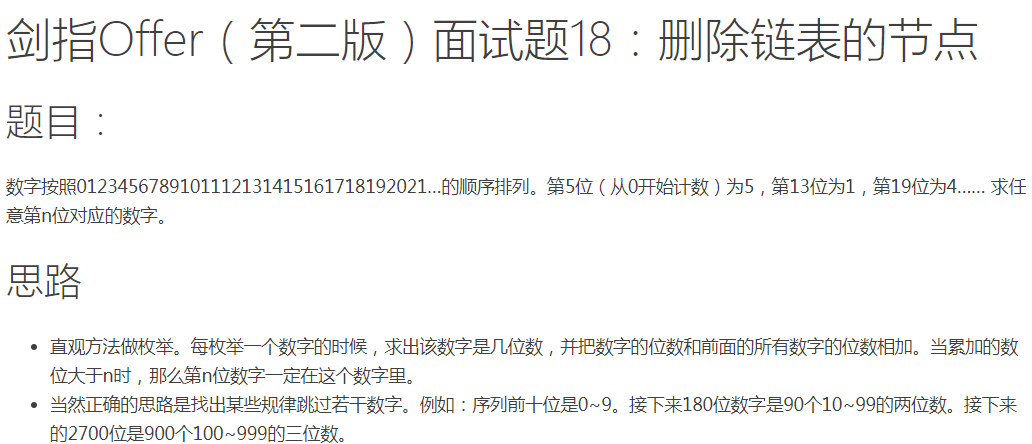 剑指Offer（第二版）面试题18：删除链表的节点
题目：
数字按照0123456789101112131415161718192021…的顺序排列。第5位（从0开始计数）为5，第13位为1，第19位为4…… 求任
意第n位对应的数字。
思路
• 直观方法做枚举。每枚举一个数字的时候，求出该数字是几位数，并把数字的位数和前面的所有数字的位数相加。当累加的数
位大于n时，那么第n位数字一定在这个数字里。
• 当然正确的思路是找出某些规律跳过若干数字。例如：序列前十位是0~9。接下来180位数字是90个10~99的两位数。接下来
的2700位是900个100~999的三位数。